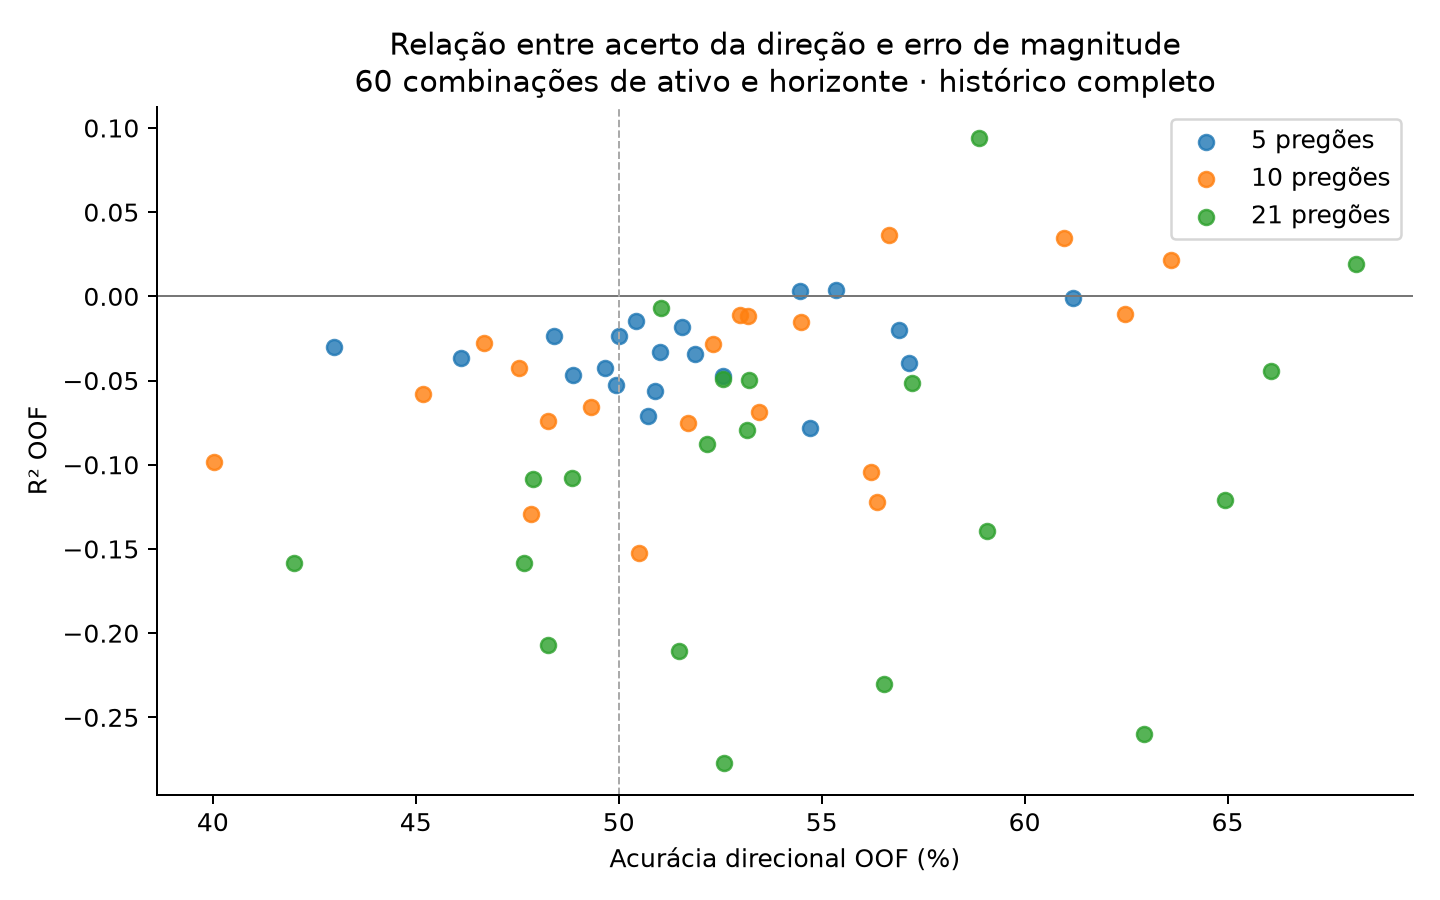 Relação entre acerto da direção e erro de magnitude
60 combinações de ativo e horizonte · histórico completo
5 pregões
10 pregões
21 pregões
R² OOF
0.10
0.05
0.00
−0.05
−0.10
−0.15
−0.20
−0.25
40
45
50
55
60
65
Acurácia direcional OOF (%)